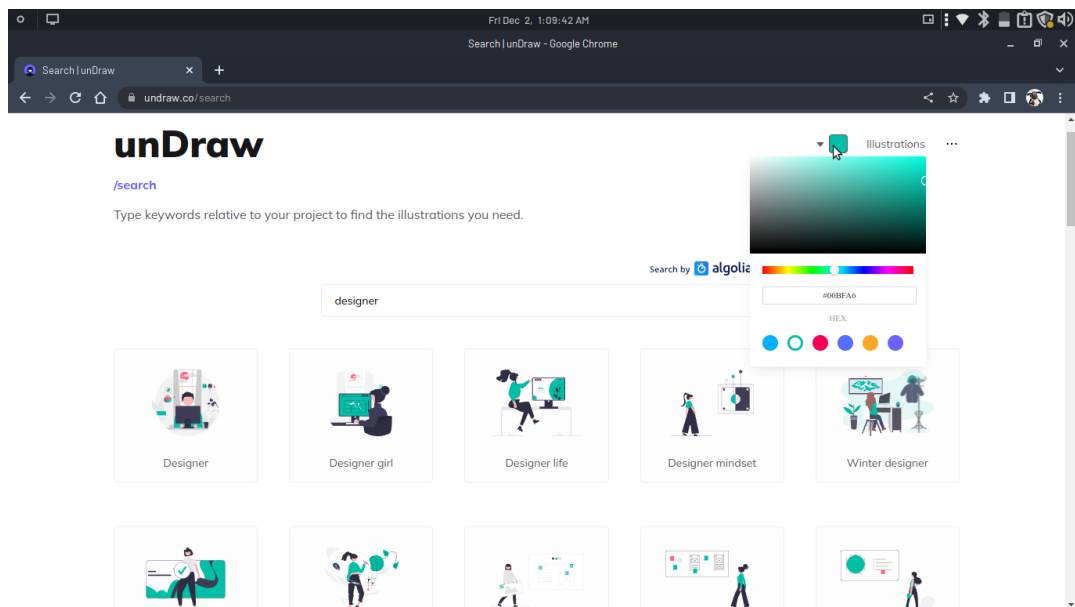 Fri Dec 2, 1:09:42 AM
Search | unDraw - Google Chrome
Search | unDraw
undraw.co/search
unDraw
Illustrations
/search
Type keywords relative to your project to find the illustrations you need.
Search by algolia
designer
#00BFA6
HEX
Designer
Designer girl
Designer life
Designer mindset
Winter designer